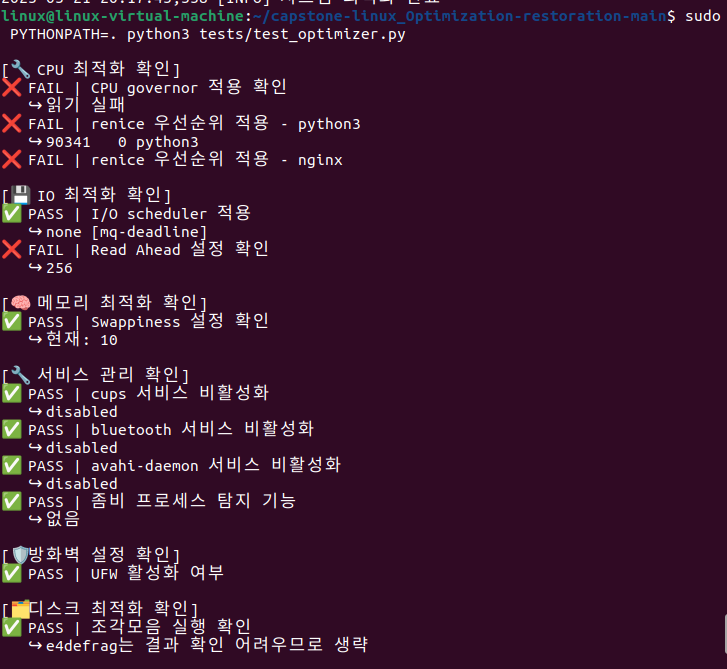 linux@linux-virtual-machine:~/capstone-linux_Optimization-restoration-main$ sudo
PYTHONPATH=. python3 tests/test_optimizer.py
[🔧 CPU 최적화 확인]
❌ FAIL | CPU governor 적용 확인
↪ 읽기 실패
❌ FAIL | renice 우선순위 적용 - python3
↪ 90341   0 python3
❌ FAIL | renice 우선순위 적용 - nginx
[💾 IO 최적화 확인]
✅ PASS | I/O scheduler 적용
↪ none [mq-deadline]
❌ FAIL | Read Ahead 설정 확인
↪ 256
[🧠 메모리 최적화 확인]
✅ PASS | Swappiness 설정 확인
↪ 현재: 10
[🔧 서비스 관리 확인]
✅ PASS | cups 서비스 비활성화
↪ disabled
✅ PASS | bluetooth 서비스 비활성화
↪ disabled
✅ PASS | avahi-daemon 서비스 비활성화
↪ disabled
✅ PASS | 좀비 프로세스 탐지 기능
↪ 없음
[🛡️방화벽 설정 확인]
✅ PASS | UFW 활성화 여부
[🗂️디스크 최적화 확인]
✅ PASS | 조각모음 실행 확인
↪ e4defrag는 결과 확인 어려우므로 생략